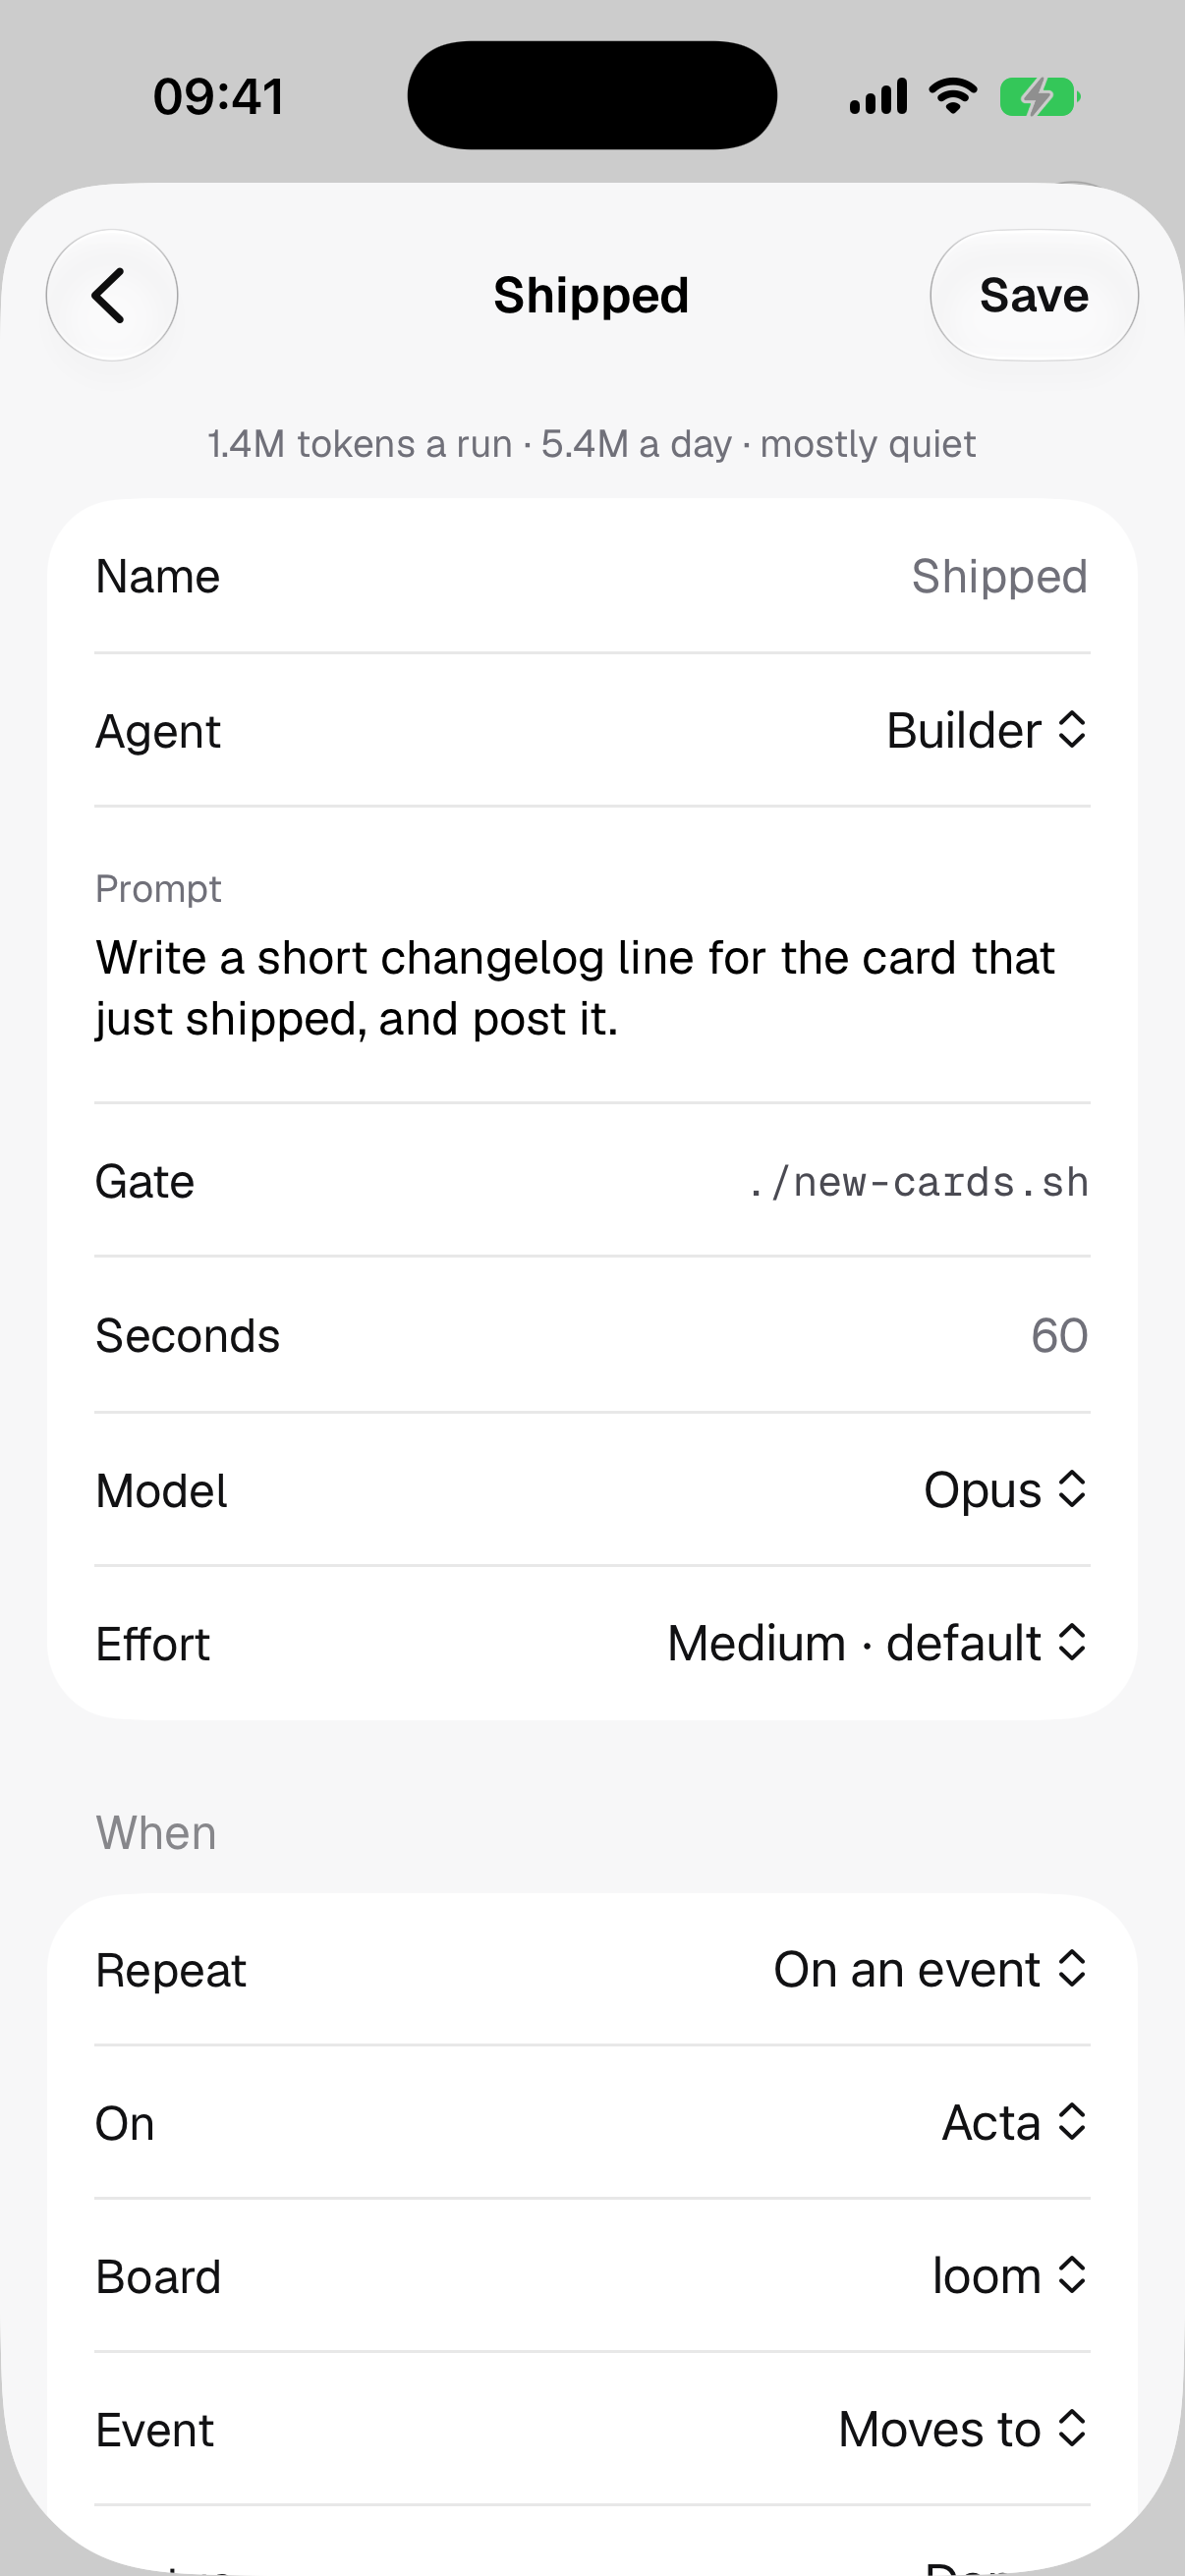 09:41
Shipped
Save
1.4M tokens a run · 5.4M a day · mostly quiet
Name
Shipped
Agent
Builder
Prompt
Write a short changelog line for the card that
just shipped, and post it.
Gate
./new-cards.sh
Seconds
60
Model
Opus
Effort
Medium · default
When
Repeat
On an event
On
Acta
Board
loom
Event
Moves to